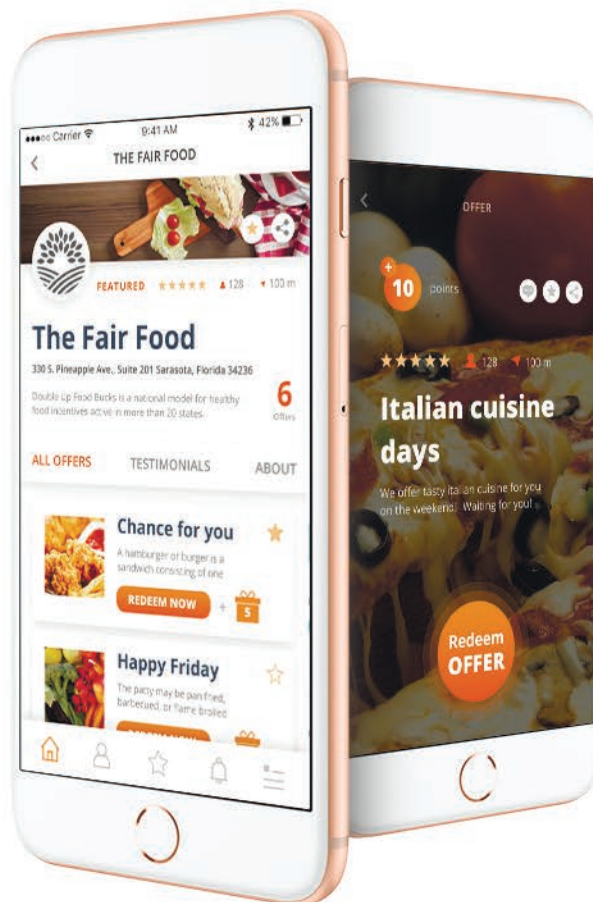 Carrier 9:41 AM 42%
THE FAIR FOOD
FEATURED 128 100 m
The Fair Food
330 S. Pineapple Ave., Suite 201 Sarasota, Florida 34236
Double Up Food Bucks is a national model for healthy
food incentives active in more than 20 states.
6
Offers
ALL OFFERS TESTIMONIALS ABOUT
Chance for you
A hamburger or burger is a
sandwich consisting of one
REDEEM NOW + 5
Happy Friday
The patty may be pan fried,
barbecued, or flame broiled
REDEEM NOW
OFFER
+
10 points
128 100 m
Italian cuisine
days
We offer tasty italian cuisine for you
on the weekend. Waiting for you!
Redeem
OFFER